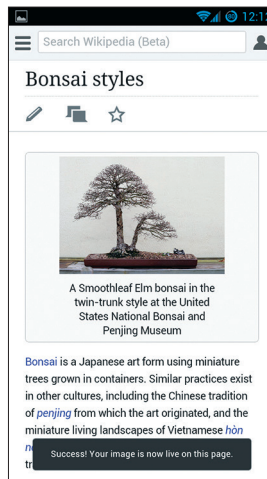 12:1
Search Wikipedia (Beta)
Bonsai styles
A Smoothleaf Elm bonsai in the
twin-trunk style at the United
States National Bonsai and
Penjing Museum
Bonsai is a Japanese art form using miniature
trees grown in containers. Similar practices exist
in other cultures, including the Chinese tradition
of penjing from which the art originated, and the
miniature living landscapes of Vietnamese hòn
Success! Your image is now live on this page.